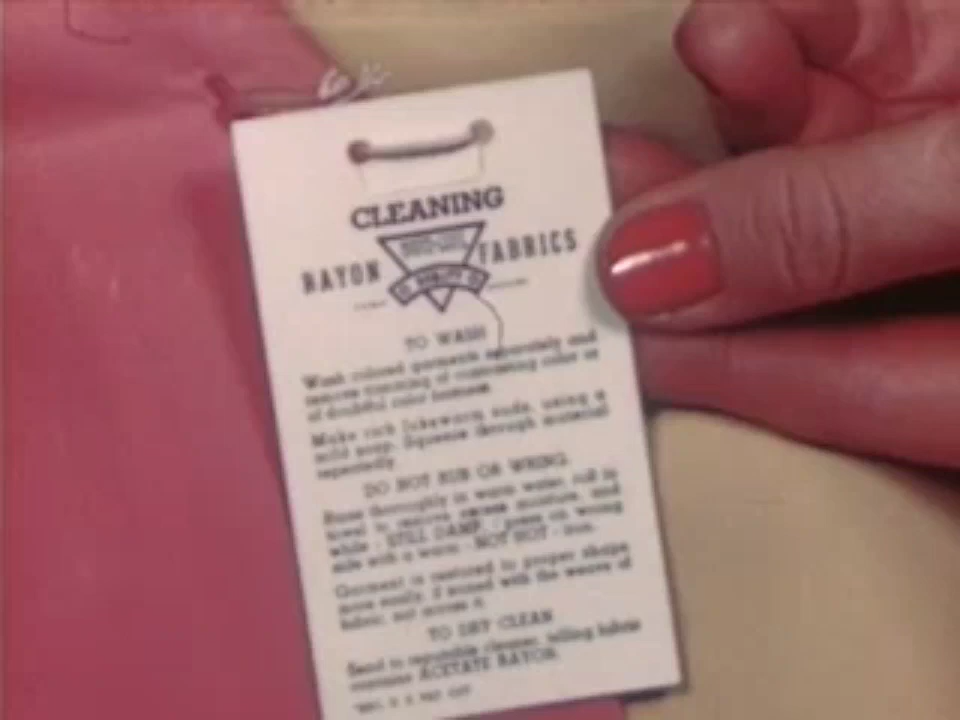 CLEANING
RAYON FABRICS
QUALITY
TO WASH
Wash colored garments separately and
remove trimming of contrasting color or
of doubtful color fastness.
Make rich lukewarm suds, using a
mild soap. Squeeze through material
repeatedly.
DO NOT RUB OR WRING.
Rinse thoroughly in warm water, roll in
towel to remove excess moisture, and
while - STILL DAMP - press on wrong
side with a warm - NOT HOT - iron.
Garment is restored to proper shape
more easily, if ironed with the weave of
fabric, not across it.
TO DRY CLEAN
Send to reputable cleaner, telling fabric
contains ACETATE RAYON.